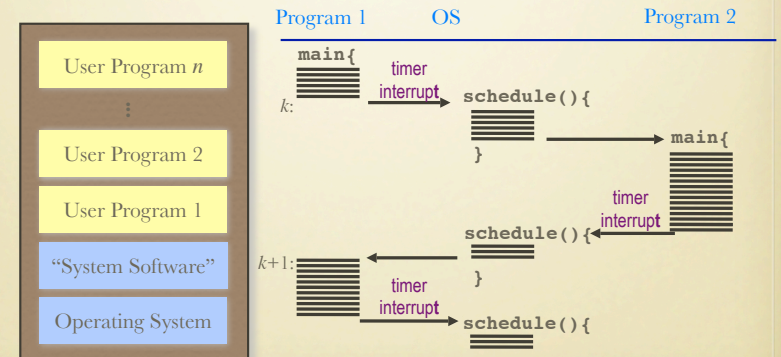 Program 1 OS Program 2
User Program n
⋮
User Program 2
User Program 1
“System Software”
Operating System
main{
timer
interrupt
k:
schedule(){
}
main{
timer
interrupt
schedule(){
k+1:
}
timer
interrupt
schedule(){